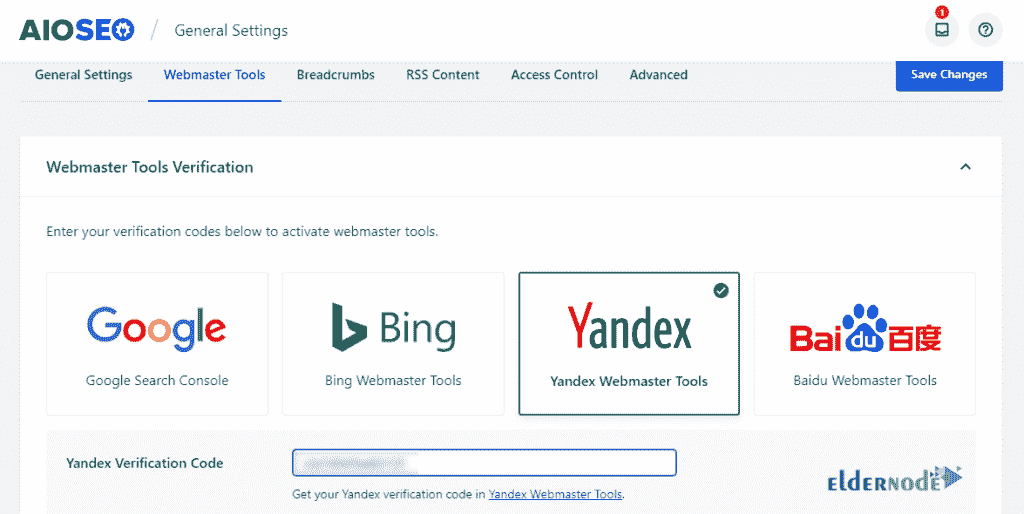 AIOSEO / General Settings
1
General Settings Webmaster Tools Breadcrumbs RSS Content Access Control Advanced Save Changes
Webmaster Tools Verification
Enter your verification codes below to activate webmaster tools.
Google Bing Yandex Bai du 百度
Google Search Console Bing Webmaster Tools Yandex Webmaster Tools Baidu Webmaster Tools
Yandex Verification Code
ELDERNODE
Get your Yandex verification code in Yandex Webmaster Tools.